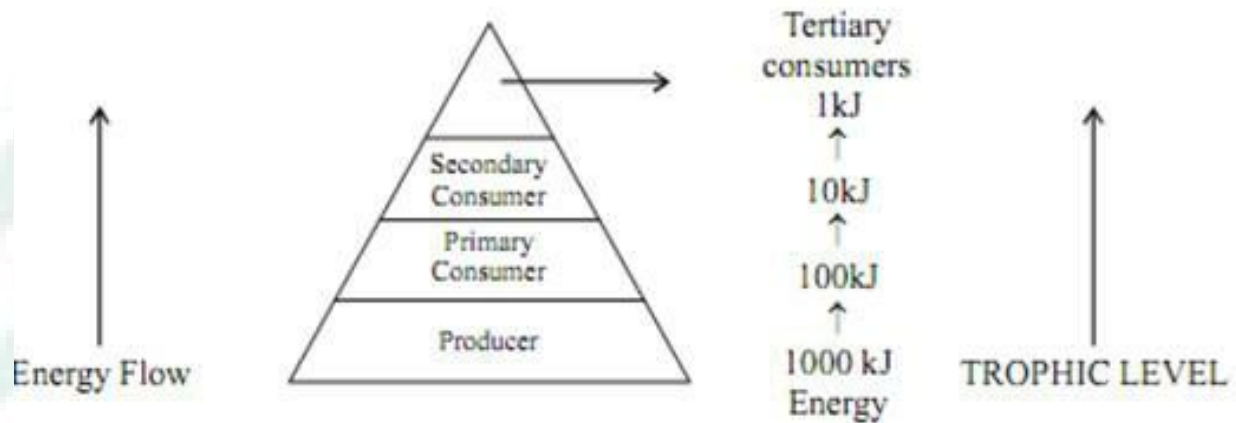 Tertiary
consumers
1kJ
Secondary
Consumer
10kJ
Primary
Consumer
100kJ
Producer
1000 kJ
Energy
Energy Flow
TROPHIC LEVEL